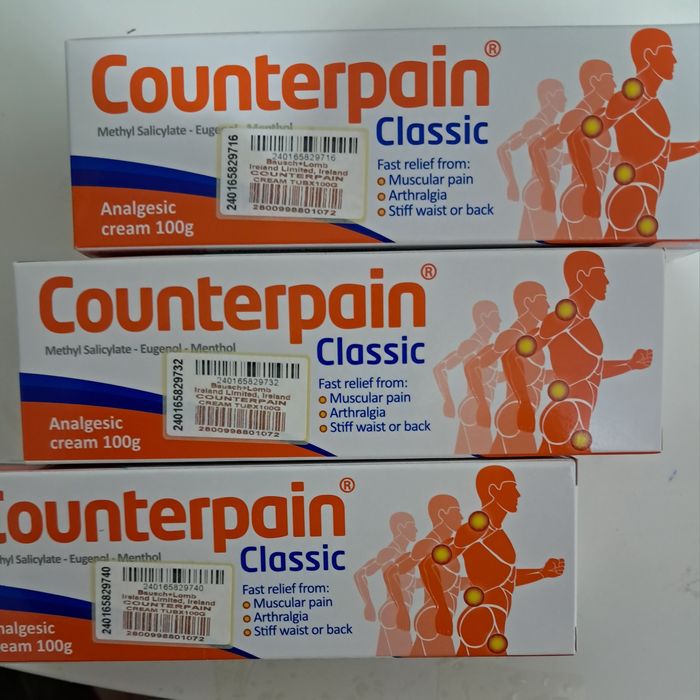 Counterpain®
Classic
Methyl Salicylate - Eugenol - Menthol
Fast relief from:
Muscular pain
Arthralgia
Stiff waist or back
Analgesic
cream 100g
240165829716
240165829716
Bausch+Lomb
Ireland Limited, Ireland
COUNTERPAIN
CREAM TUBX100G
2800998801072
Counterpain®
Classic
Methyl Salicylate - Eugenol - Menthol
Fast relief from:
Muscular pain
Arthralgia
Stiff waist or back
Analgesic
cream 100g
240165829732
240165829732
Bausch+Lomb
Ireland Limited, Ireland
COUNTERPAIN
CREAM TUBX100G
2800998801072
ounterpain®
Classic
hyl Salicylate - Eugenol - Menthol
Fast relief from:
Muscular pain
Arthralgia
Stiff waist or back
nalgesic
eam 100g
240165829740
240165829740
Bausch+Lomb
Ireland Limited, Ireland
COUNTERPAIN
CREAM TUBX100G
2800998801072